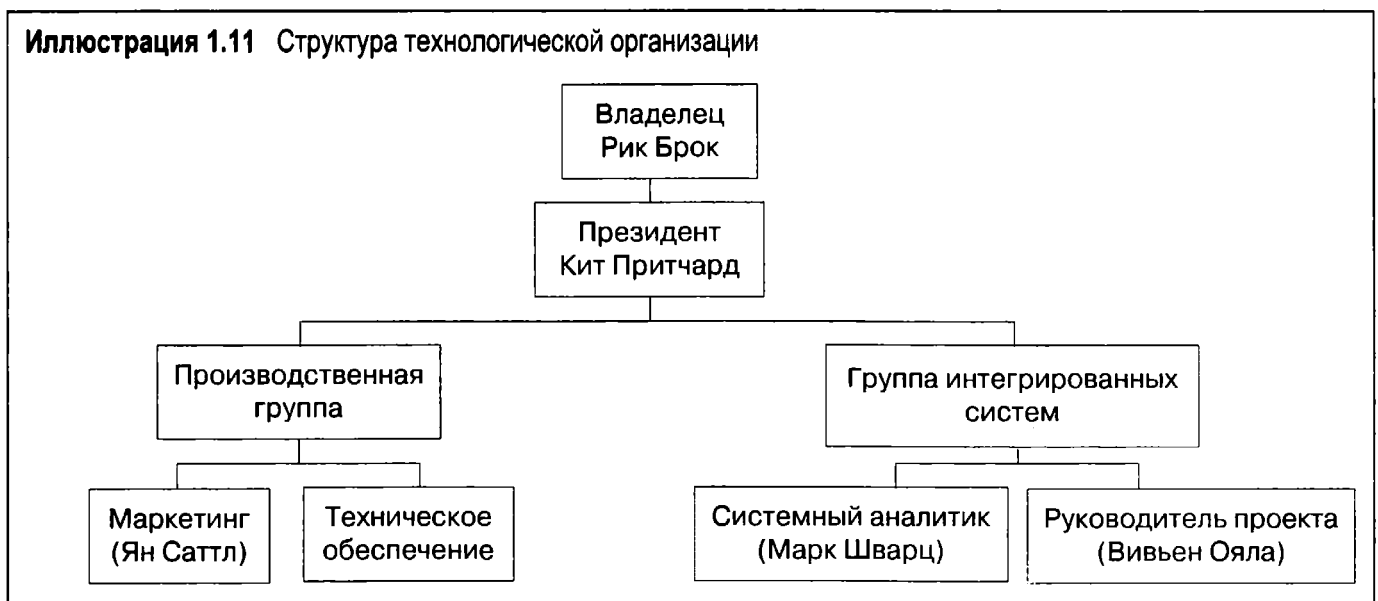 Иллюстрация 1.11 Структура технологической организации
Владелец
Рик Брок
Президент
Кит Притчард
Производственная
группа
Группа интегрированных
систем
Маркетинг
(Ян Саттл)
Техническое
обеспечение
Системный аналитик
(Марк Шварц)
Руководитель проекта
(Вивьен Ояла)